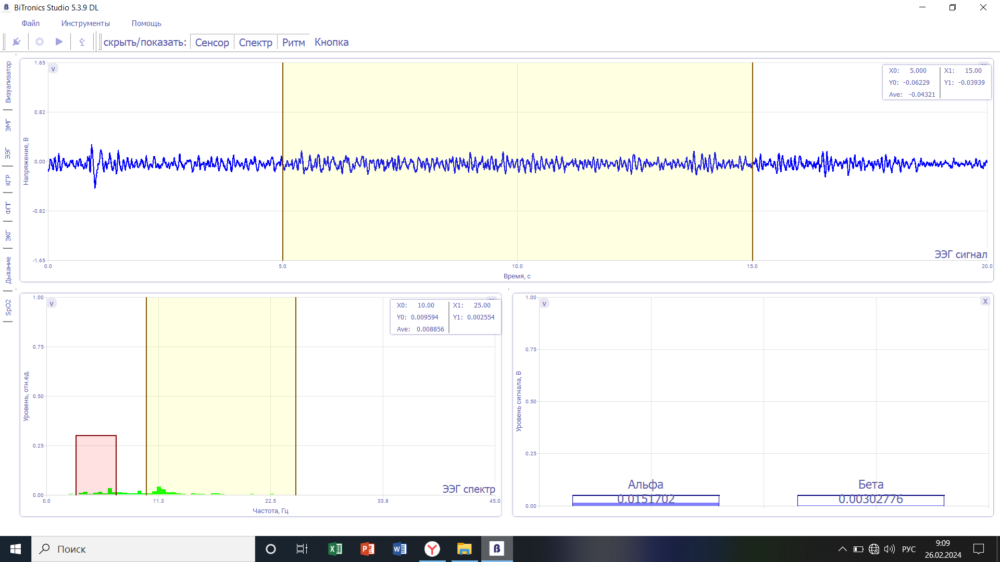 BiTronics Studio 5.3.9 DL
Файл Инструменты Помощь
скрыть/показать: Сенсор Спектр Ритм Кнопка
Визуализатор
ЭМГ
ЭЭГ
КГР
ФПГ
ЭКГ
Дыхание
SpO2
v
1.65
0.82
0.00
-0.82
-1.65
Напряжение, В
X0: 5.000 X1: 15.00
Y0: -0.06229 Y1: -0.03939
Ave: -0.04321
ЭЭГ сигнал
0.0 5.0 10.0 15.0 20.0
Время, с
v
1.00
0.75
0.50
0.25
0.00
Уровень, отн.ед.
X0: 10.00 X1: 25.00
Y0: 0.009594 Y1: 0.002554
Ave: 0.008856
ЭЭГ спектр
0.0 11.3 22.5 33.8 45.0
Частота, Гц
v X
1.00
0.75
0.50
0.25
0.00
Уровень сигнала, В
Альфа Бета
0.0151702 0.00302776
Поиск
РУС
9:09
26.02.2024